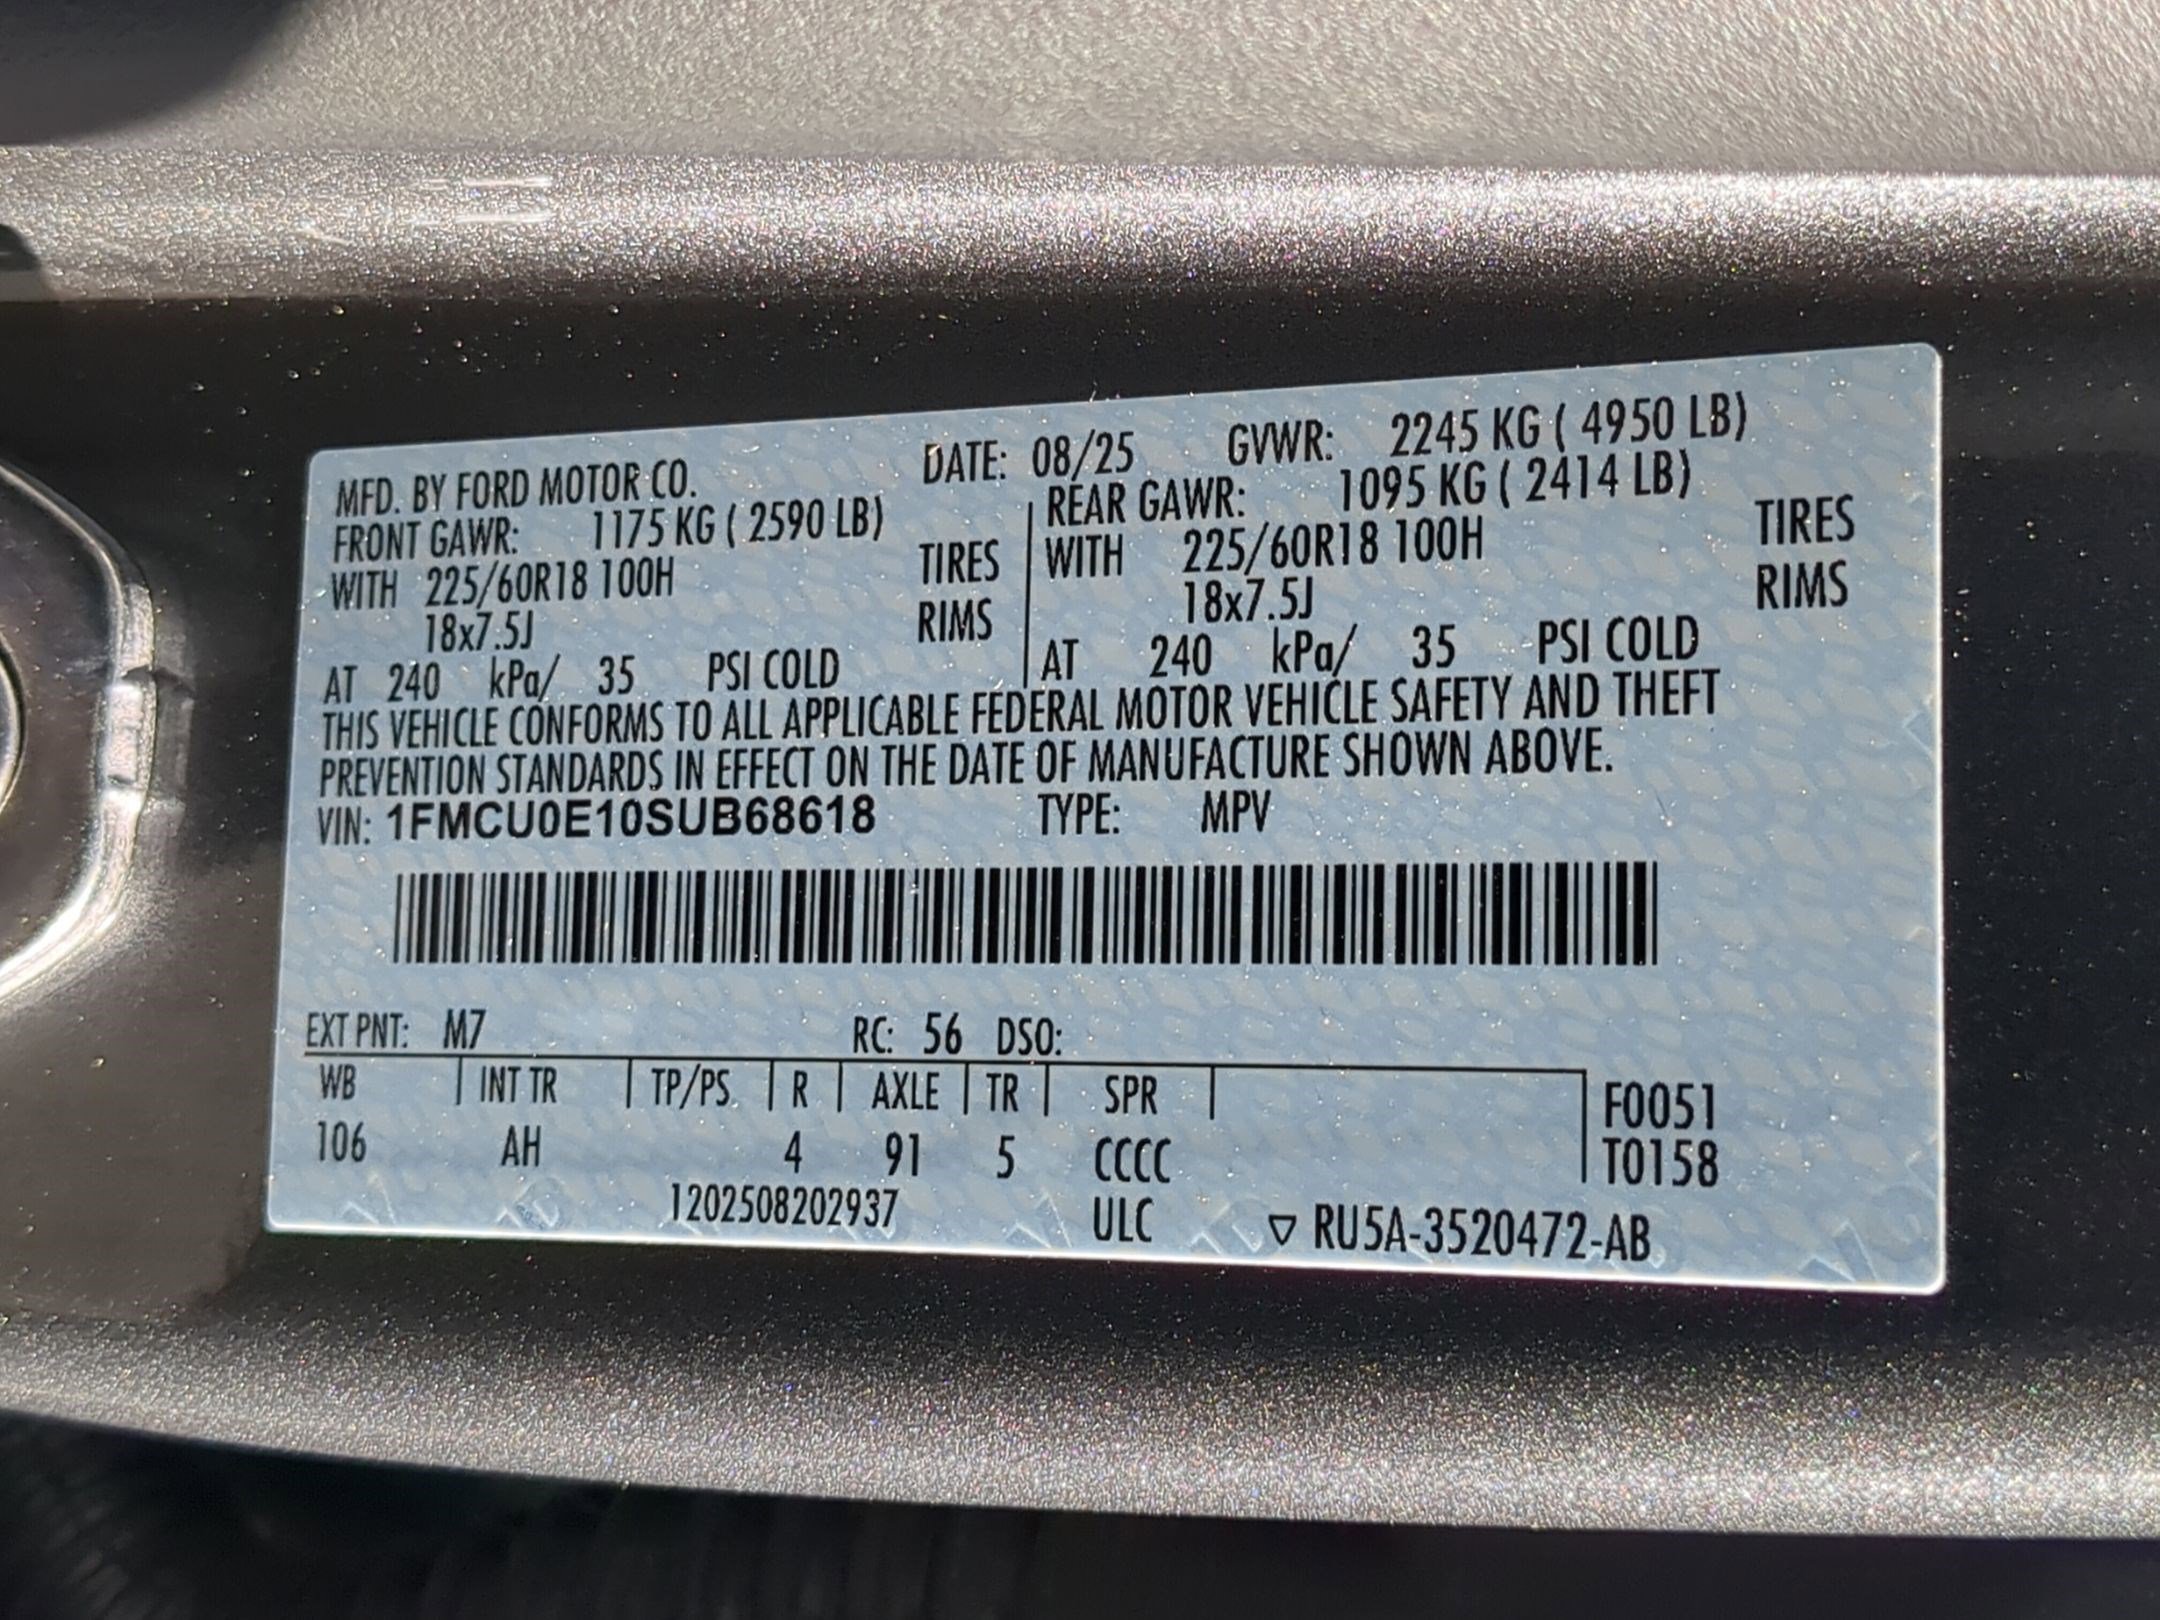 MFD. BY FORD MOTOR CO. DATE: 08/25 GVWR: 2245 KG ( 4950 LB)
FRONT GAWR: 1175 KG ( 2590 LB) REAR GAWR: 1095 KG ( 2414 LB)
WITH 225/60R18 100H TIRES WITH 225/60R18 100H TIRES
18x7.5J RIMS 18x7.5J RIMS
AT 240 kPa/ 35 PSI COLD AT 240 kPa/ 35 PSI COLD
THIS VEHICLE CONFORMS TO ALL APPLICABLE FEDERAL MOTOR VEHICLE SAFETY AND THEFT
PREVENTION STANDARDS IN EFFECT ON THE DATE OF MANUFACTURE SHOWN ABOVE.
VIN: 1FMCU0E10SUB68618 TYPE: MPV
EXT PNT: M7 RC: 56 DSO:
WB INT TR TP/PS R AXLE TR SPR F0051
106 AH 4 91 5 CCCC T0158
1202508202937 ULC ▽ RU5A-3520472-AB